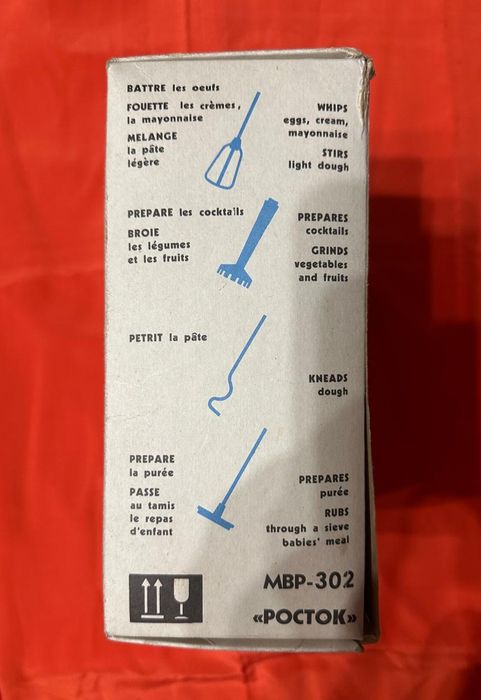 BATTRE les oeufs
FOUETTE les crèmes,
la mayonnaise
MELANGE
la pâte
légère
WHIPS
eggs, cream,
mayonnaise
STIRS
light dough
PREPARE les cocktails
BROIE
les légumes
et les fruits
PREPARES
cocktails
GRINDS
vegetables
and fruits
PETRIT la pâte
KNEADS
dough
PREPARE
la purée
PASSE
au tamis
le repas
d'enfant
PREPARES
purée
RUBS
through a sieve
babies' meal
МВР-302
«РОСТОК»